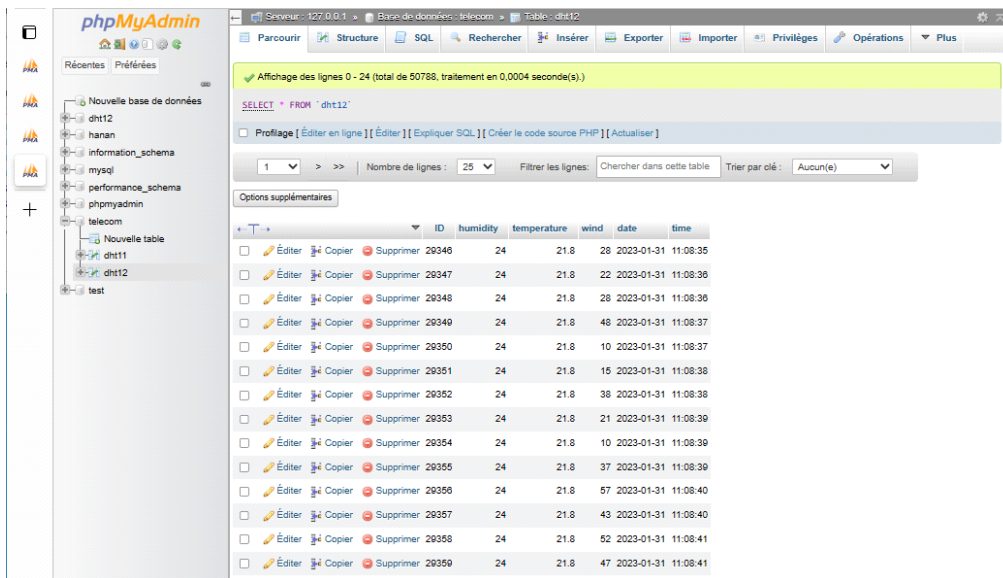 phpMyAdmin
Récentes Préférées
Nouvelle base de données
dht12
hanan
information_schema
mysql
performance_schema
phpmyadmin
telecom
Nouvelle table
dht11
dht12
test
Serveur : 127.0.0.1 » Base de données : telecom » Table : dht12
Parcourir Structure SQL Rechercher Insérer Exporter Importer Privilèges Opérations Plus
Affichage des lignes 0 - 24 (total de 50788, traitement en 0,0004 seconde(s).)
SELECT * FROM `dht12`
Profilage [ Éditer en ligne ] [ Éditer ] [ Expliquer SQL ] [ Créer le code source PHP ] [ Actualiser ]
1 > >> Nombre de lignes : 25 Filtrer les lignes: Chercher dans cette table Trier par clé : Aucun(e)
Options supplémentaires
←T→ ID humidity temperature wind date time
Éditer Copier Supprimer 29346 24 21.8 28 2023-01-31 11:08:35
Éditer Copier Supprimer 29347 24 21.8 22 2023-01-31 11:08:36
Éditer Copier Supprimer 29348 24 21.8 28 2023-01-31 11:08:36
Éditer Copier Supprimer 29349 24 21.8 48 2023-01-31 11:08:37
Éditer Copier Supprimer 29350 24 21.8 10 2023-01-31 11:08:37
Éditer Copier Supprimer 29351 24 21.8 15 2023-01-31 11:08:38
Éditer Copier Supprimer 29352 24 21.8 38 2023-01-31 11:08:38
Éditer Copier Supprimer 29353 24 21.8 21 2023-01-31 11:08:39
Éditer Copier Supprimer 29354 24 21.8 10 2023-01-31 11:08:39
Éditer Copier Supprimer 29355 24 21.8 37 2023-01-31 11:08:39
Éditer Copier Supprimer 29356 24 21.8 57 2023-01-31 11:08:40
Éditer Copier Supprimer 29357 24 21.8 43 2023-01-31 11:08:40
Éditer Copier Supprimer 29358 24 21.8 52 2023-01-31 11:08:41
Éditer Copier Supprimer 29359 24 21.8 47 2023-01-31 11:08:41
PMA
PMA
PMA
PMA